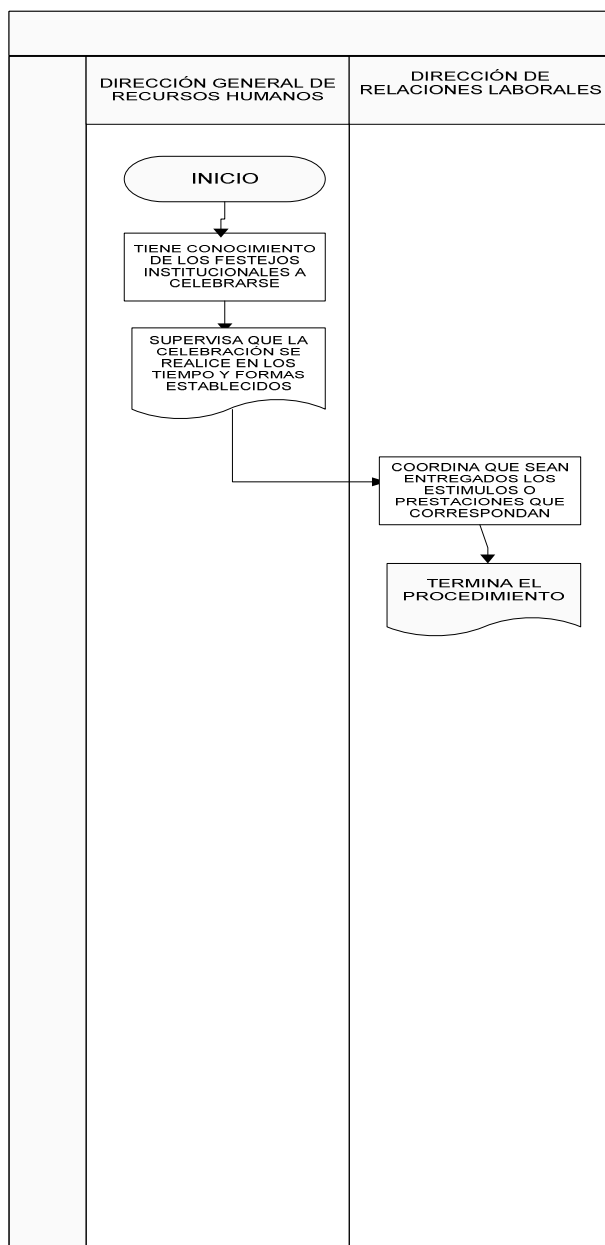 DIRECCIÓN GENERAL DE
RECURSOS HUMANOS
DIRECCIÓN DE
RELACIONES LABORALES
INICIO
TIENE CONOCIMIENTO
DE LOS FESTEJOS
INSTITUCIONALES A
CELEBRARSE
SUPERVISA QUE LA
CELEBRACIÓN SE
REALICE EN LOS
TIEMPO Y FORMAS
ESTABLECIDOS
COORDINA QUE SEAN
ENTREGADOS LOS
ESTIMULOS O
PRESTACIONES QUE
CORRESPONDAN
TERMINA EL
PROCEDIMIENTO